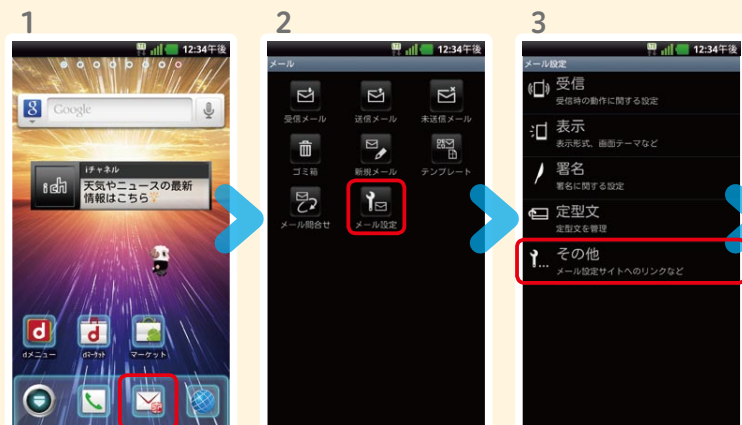 1
12:34午後
8 Google
iチャネル
ich
天気やニュースの最新
情報はこちら
d
d
dメニュー
dマーケット
マーケット
2
12:34午後
メール
受信メール
送信メール
未送信メール
ゴミ箱
新規メール
テンプレート
メール問合せ
メール設定
3
12:34午後
メール設定
受信
受信時の動作に関する設定
表示
表示形式、画面テーマなど
署名
署名に関する設定
定型文
定型文を管理
その他
メール設定サイトへのリンクなど